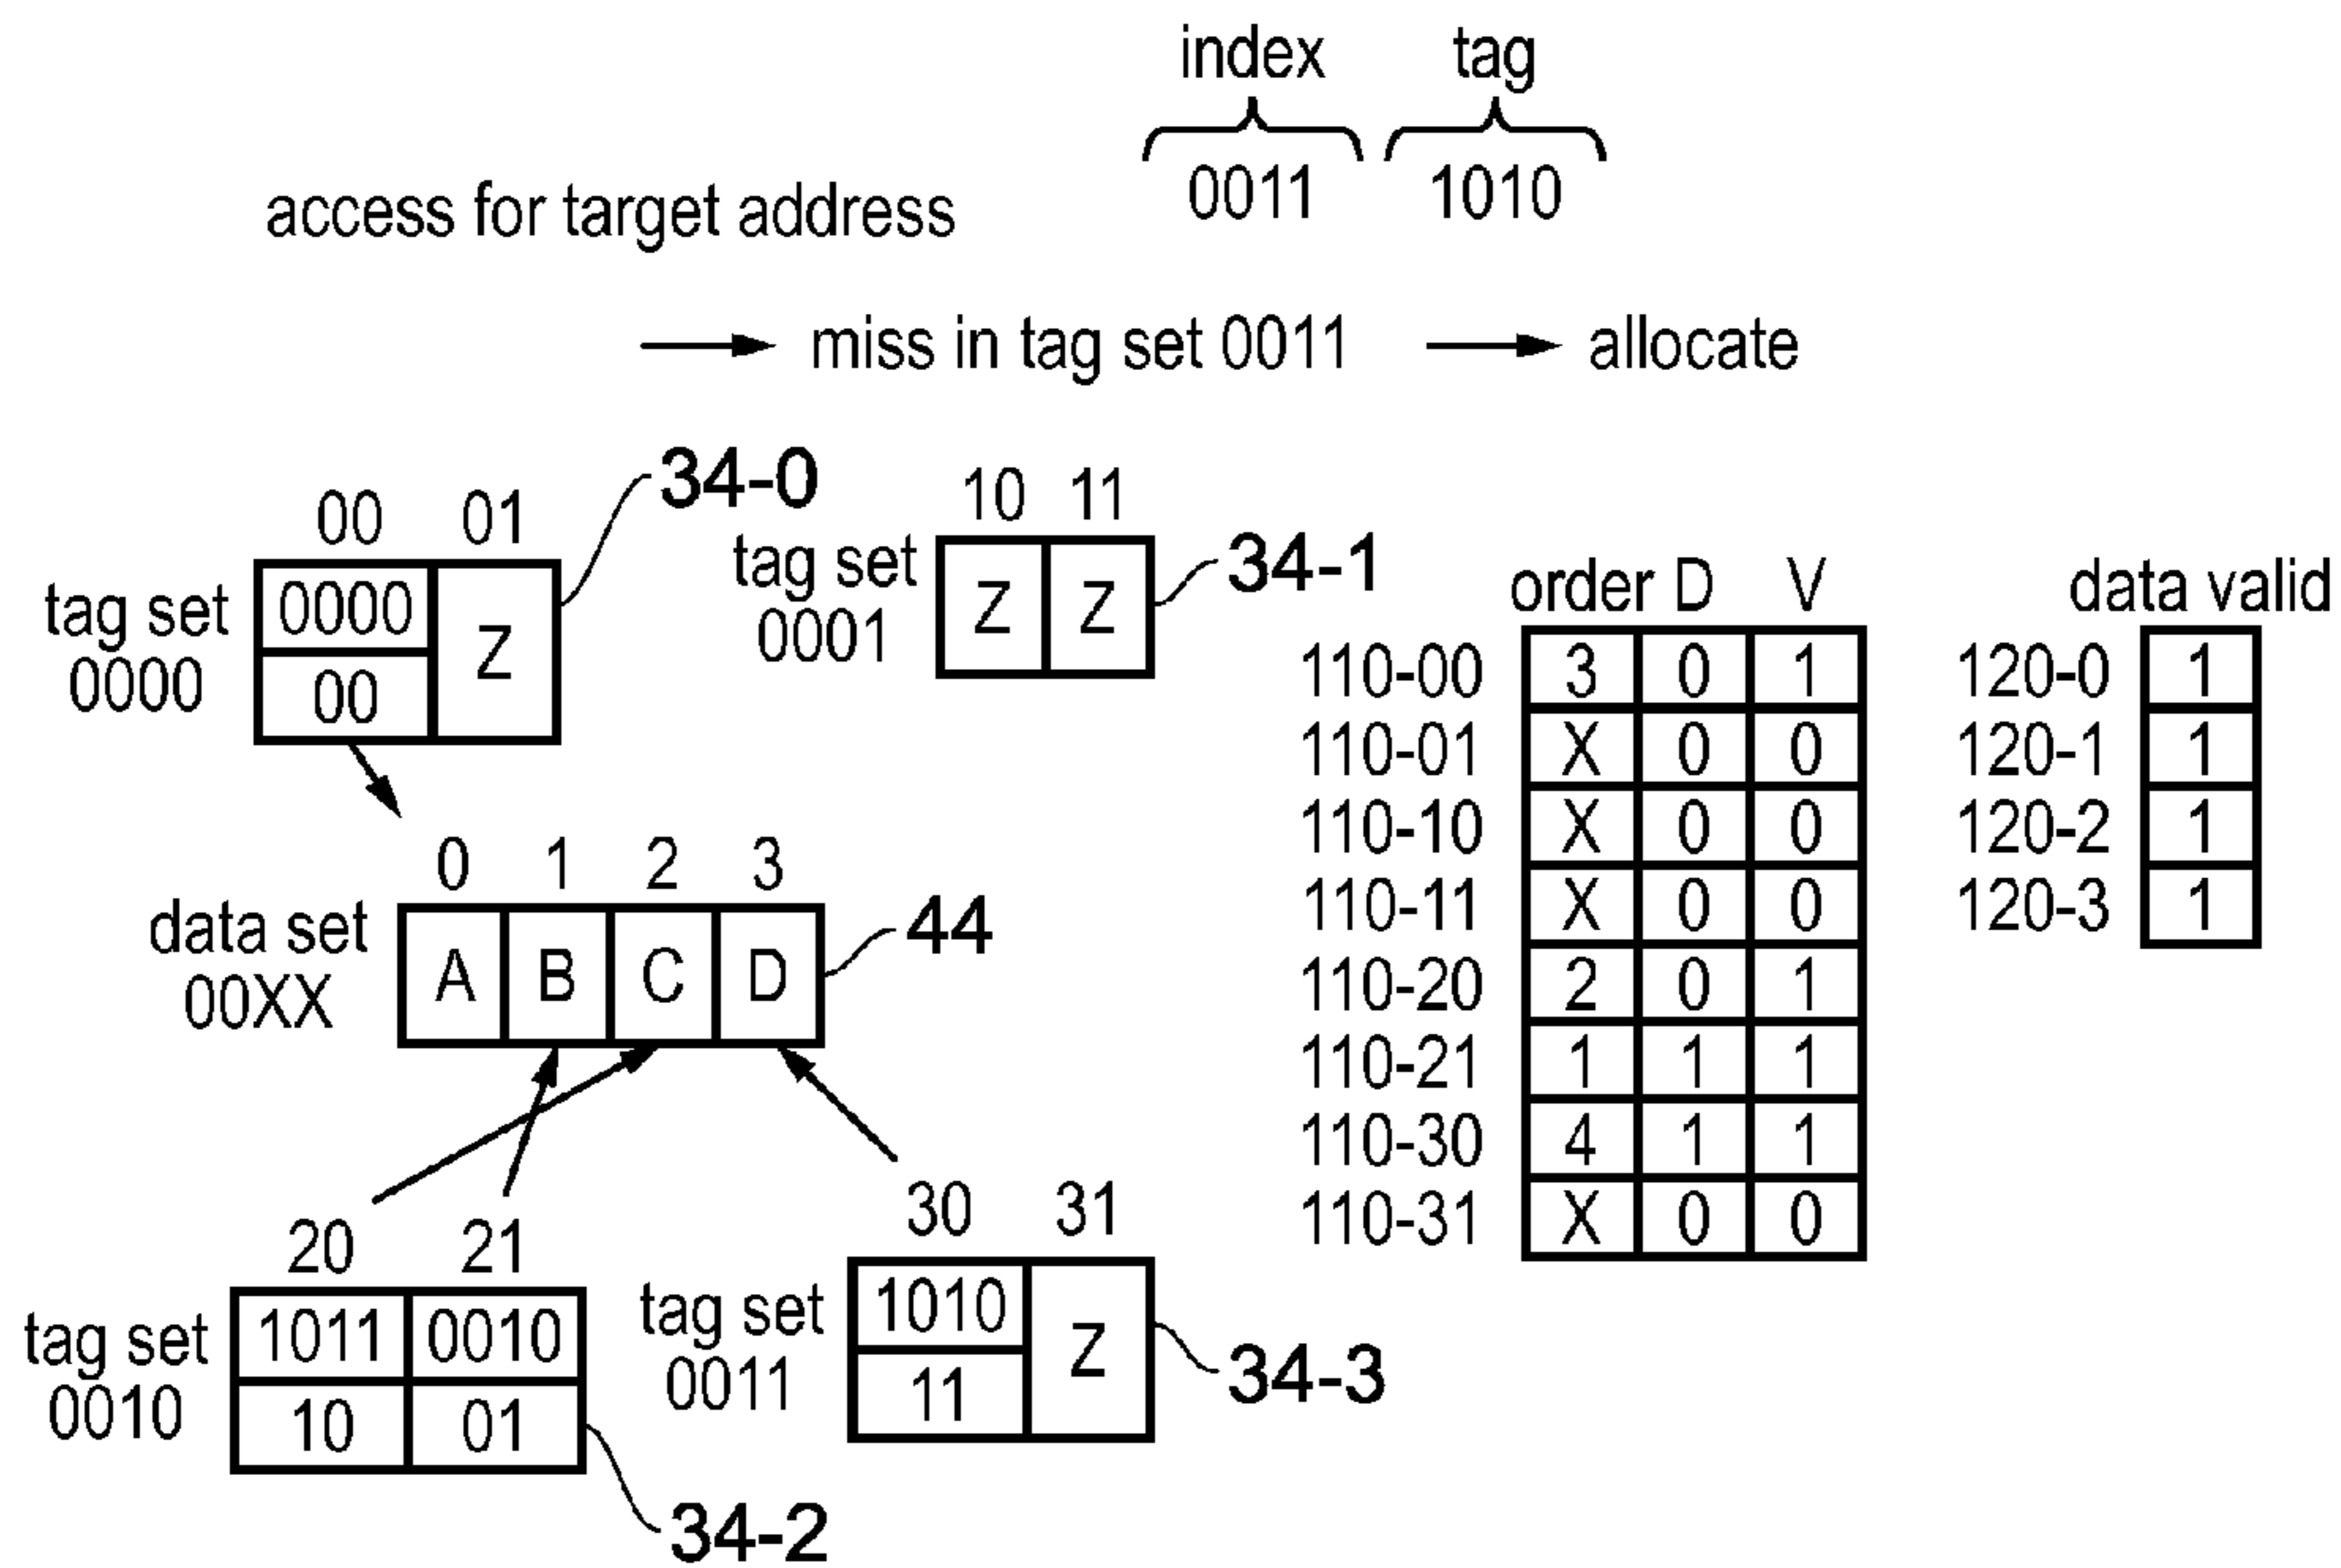 index tag
access for target address 0011 1010
miss in tag set 0011 allocate
00 01 34-0
tag set 0000
0000 Z
00
10 11
tag set 0001
Z Z
34-1
data set 00XX
0 1 2 3
A B C D
44
20 21
tag set 0010
1011 0010
10 01
34-2
30 31
tag set 0011
1010 Z
11
34-3
order D V
110-00 3 0 1
110-01 X 0 0
110-10 X 0 0
110-11 X 0 0
110-20 2 0 1
110-21 1 1 1
110-30 4 1 1
110-31 X 0 0
data valid
120-0 1
120-1 1
120-2 1
120-3 1